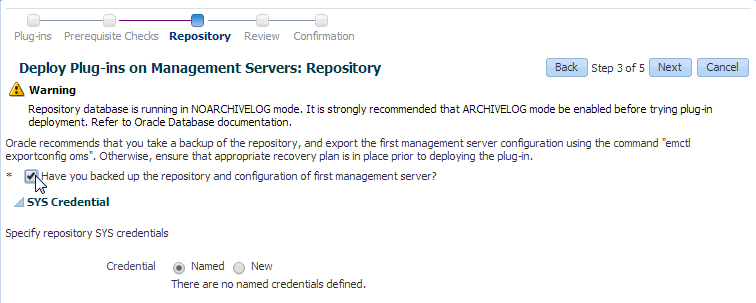 Plug-ins Prerequisite Checks Repository Review Confirmation
Deploy Plug-ins on Management Servers: Repository Back Step 3 of 5 Next Cancel
Warning
Repository database is running in NOARCHIVELOG mode. It is strongly recommended that ARCHIVELOG mode be enabled before trying plug-in
deployment. Refer to Oracle Database documentation.
Oracle recommends that you take a backup of the repository, and export the first management server configuration using the command "emctl
exportconfig oms". Otherwise, ensure that appropriate recovery plan is in place prior to deploying the plug-in.
* Have you backed up the repository and configuration of first management server?
SYS Credential
Specify repository SYS credentials
Credential Named New
There are no named credentials defined.